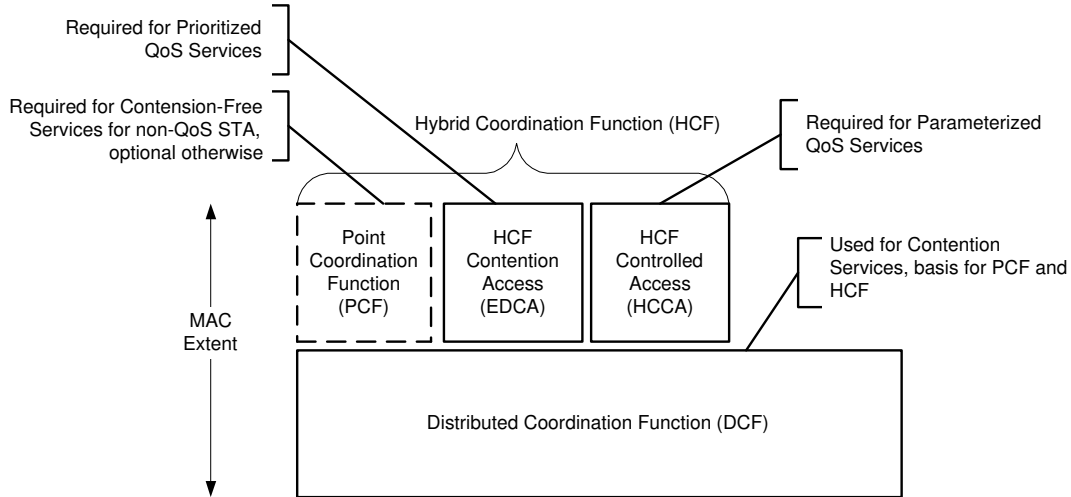 Required for Prioritized
QoS Services
Required for Contension-Free
Services for non-QoS STA,
optional otherwise
Hybrid Coordination Function (HCF)
Required for Parameterized
QoS Services
Point
Coordination
Function
(PCF)
HCF
Contention
Access
(EDCA)
HCF
Controlled
Access
(HCCA)
Used for Contention
Services, basis for PCF and
HCF
MAC
Extent
Distributed Coordination Function (DCF)